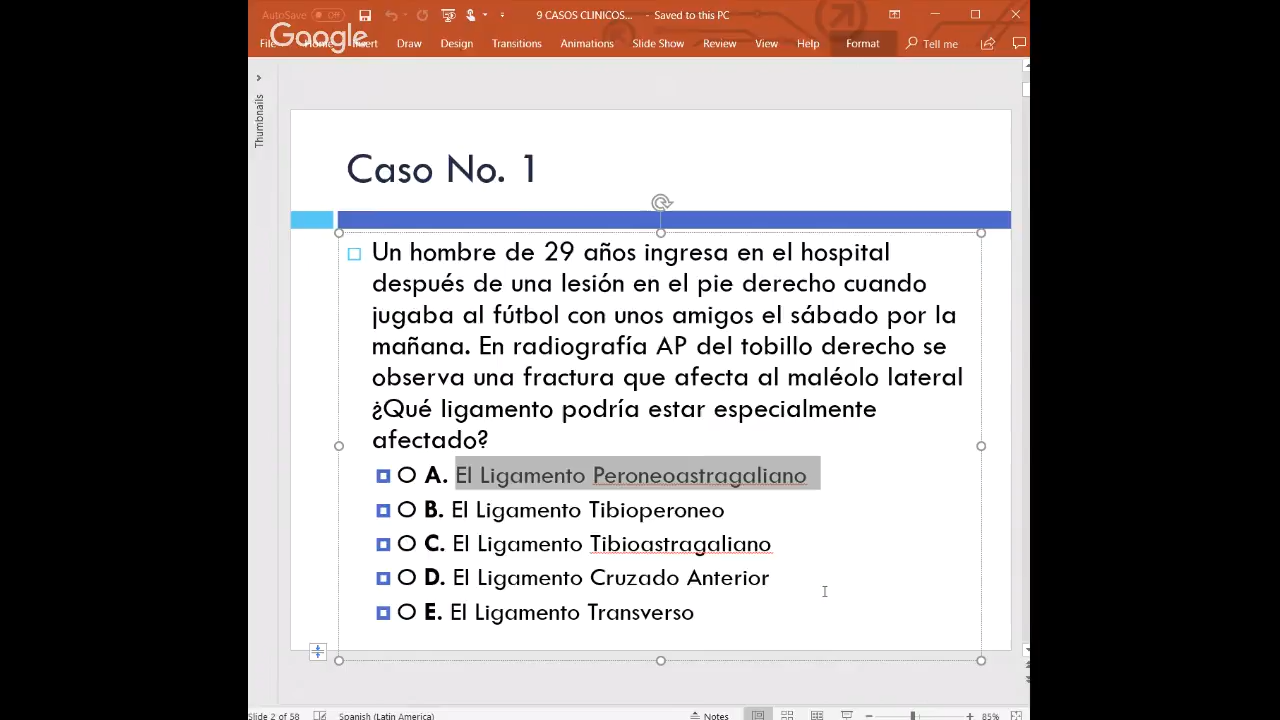 AutoSave Off 9 CASOS CLINICOS... - Saved to this PC
Google
File Home Insert Draw Design Transitions Animations Slide Show Review View Help Format Tell me
Thumbnails
Caso No. 1
Un hombre de 29 años ingresa en el hospital
después de una lesión en el pie derecho cuando
jugaba al fútbol con unos amigos el sábado por la
mañana. En radiografía AP del tobillo derecho se
observa una fractura que afecta al maléolo lateral
¿Qué ligamento podría estar especialmente
afectado?
A. El Ligamento Peroneoastragaliano
B. El Ligamento Tibioperoneo
C. El Ligamento Tibioastragaliano
D. El Ligamento Cruzado Anterior
E. El Ligamento Transverso
Slide 2 of 58 Spanish (Latin America) Notes 85%